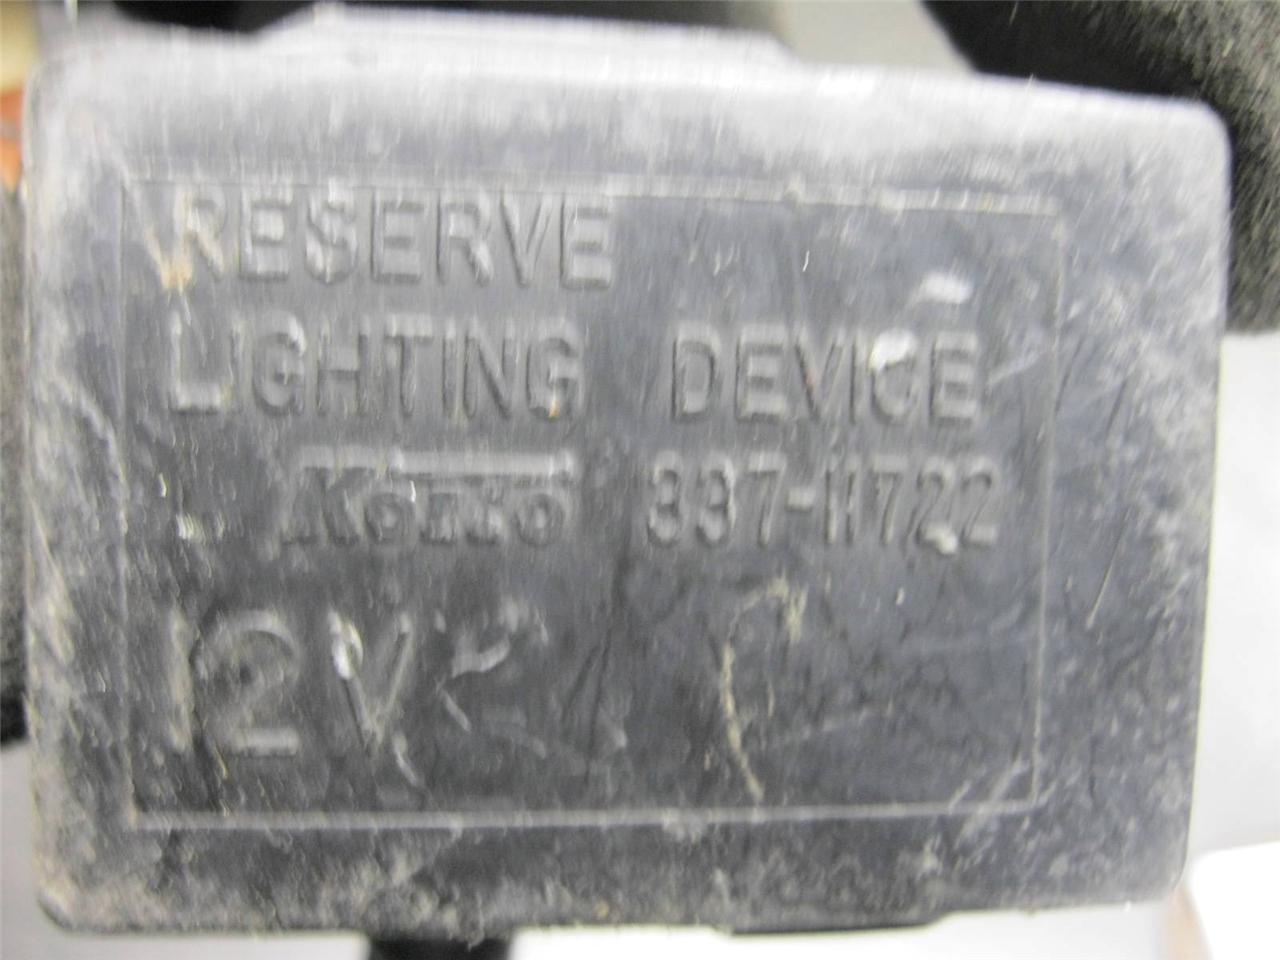 RESERVE
LIGHTING DEVICE
Koito 337-11722
12V